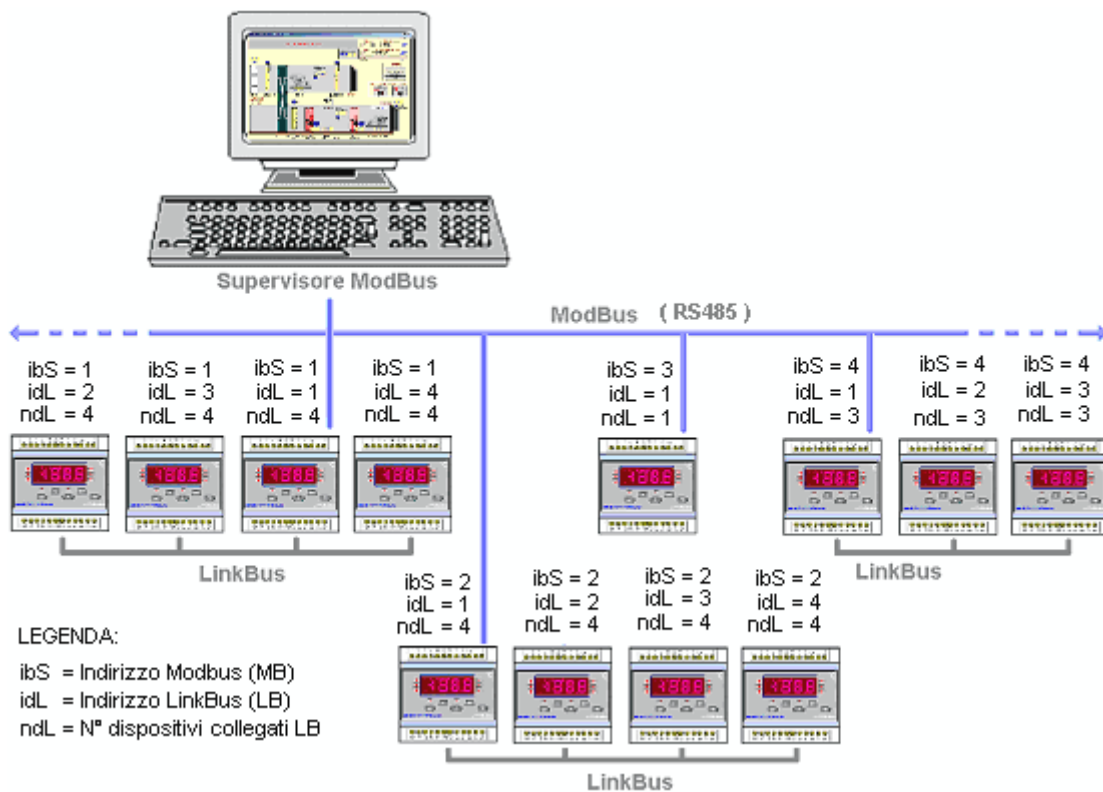 Supervisore ModBus
ModBus ( RS485 )
ibS = 1
idL = 2
ndL = 4
ibS = 1
idL = 3
ndL = 4
ibS = 1
idL = 1
ndL = 4
ibS = 1
idL = 4
ndL = 4
ibS = 3
idL = 1
ndL = 1
ibS = 4
idL = 1
ndL = 3
ibS = 4
idL = 2
ndL = 3
ibS = 4
idL = 3
ndL = 3
LinkBus
LinkBus
ibS = 2
idL = 1
ndL = 4
ibS = 2
idL = 2
ndL = 4
ibS = 2
idL = 3
ndL = 4
ibS = 2
idL = 4
ndL = 4
LEGENDA:
ibS = Indirizzo Modbus (MB)
idL = Indirizzo LinkBus (LB)
ndL = N° dispositivi collegati LB
LinkBus